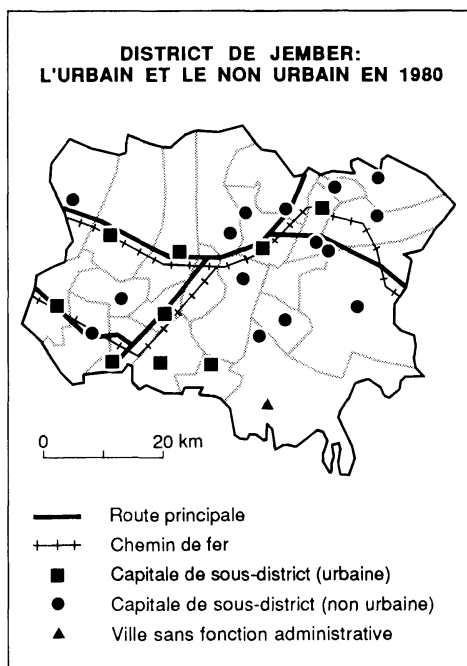 DISTRICT DE JEMBER:
L'URBAIN ET LE NON URBAIN EN 1980
0 20 km
Route principale
Chemin de fer
Capitale de sous-district (urbaine)
Capitale de sous-district (non urbaine)
Ville sans fonction administrative